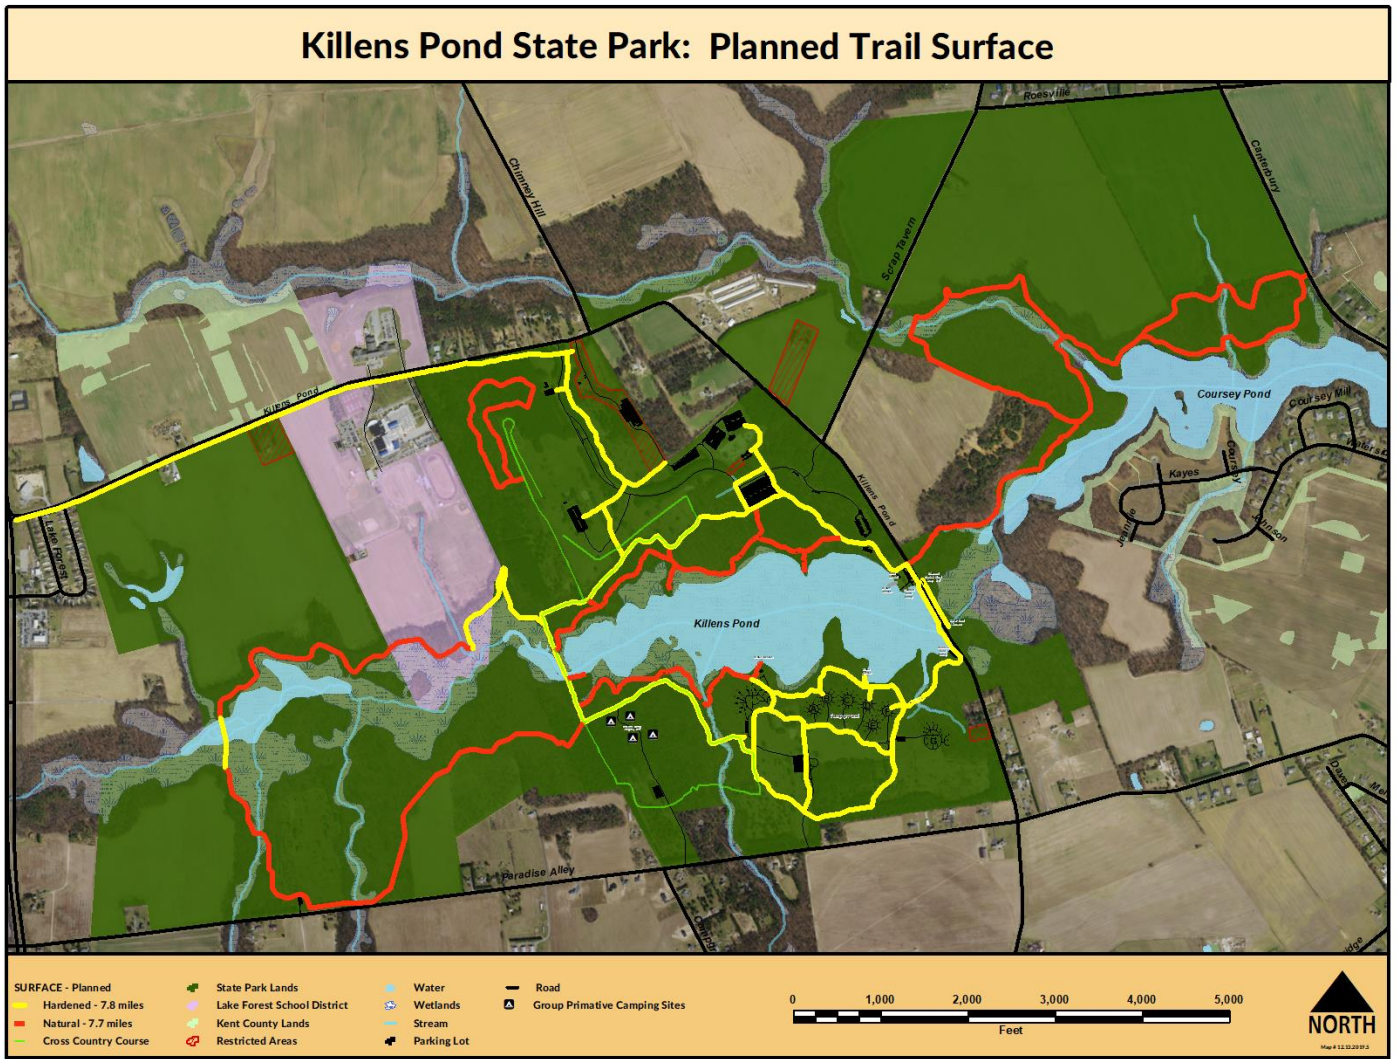 Killens Pond State Park: Planned Trail Surface
Roesville
Canterbury
Chimney Hill
Scrap Tavern
Killens Pond
Coursey Pond
Coursey Mill
Kayes
Coursey
Jeannie
Johnson
Killens Pond
Lake Forest
Killens Pond
Campground
Paradise Alley
Dave
SURFACE - Planned
Hardened - 7.8 miles
Natural - 7.7 miles
Cross Country Course
State Park Lands
Lake Forest School District
Kent County Lands
Restricted Areas
Water
Wetlands
Stream
Parking Lot
Road
Group Primative Camping Sites
0 1,000 2,000 3,000 4,000 5,000
Feet
NORTH